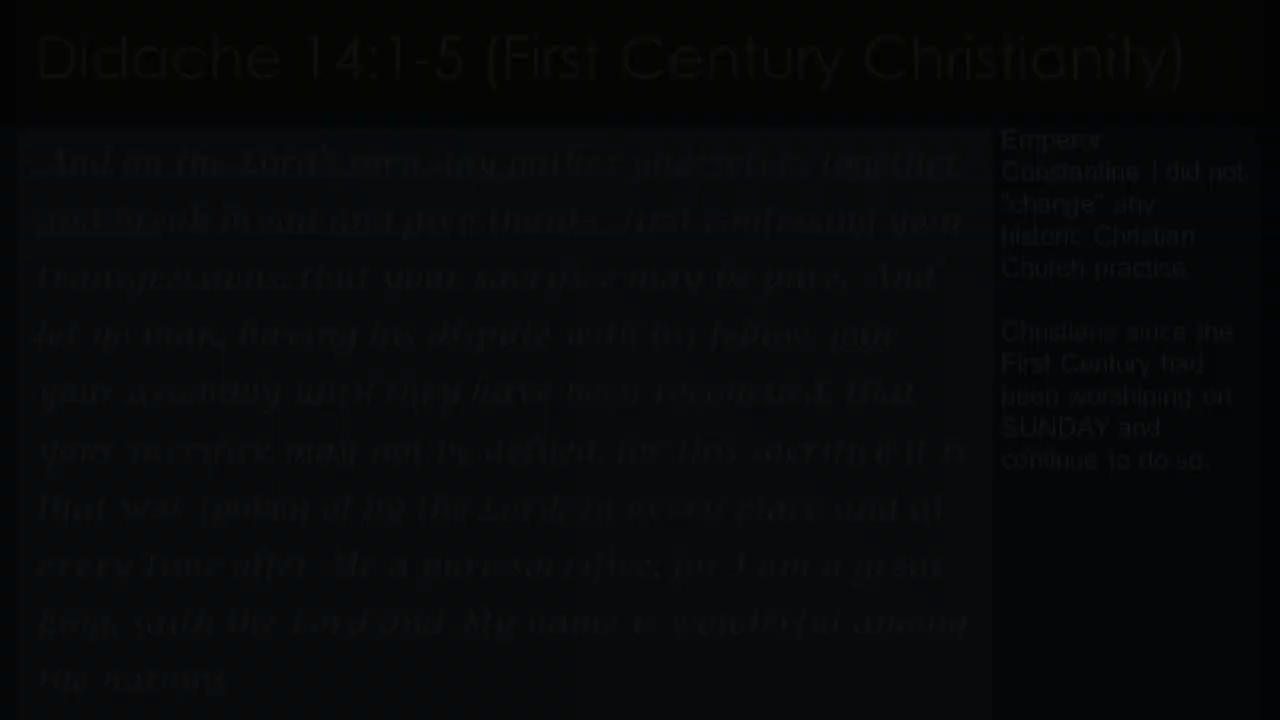 Didache 14:1-5 (First Century Christianity)
And on the Lord's own day gather yourselves together
and break bread and give thanks, first confessing your
transgressions, that your sacrifice may be pure. And
let no man, having his dispute with his fellow, join
your assembly until they have been reconciled, that
your sacrifice may not be defiled; for this sacrifice it is
that was spoken of by the Lord; in every place and at
every time offer Me a pure sacrifice; for I am a great
king, saith the Lord and My name is wonderful among
the nations.
Emperor
Constantine I did not
"change" any
historic Christian
Church practice.
Christians since the
First Century had
been worshiping on
SUNDAY and
continue to do so.